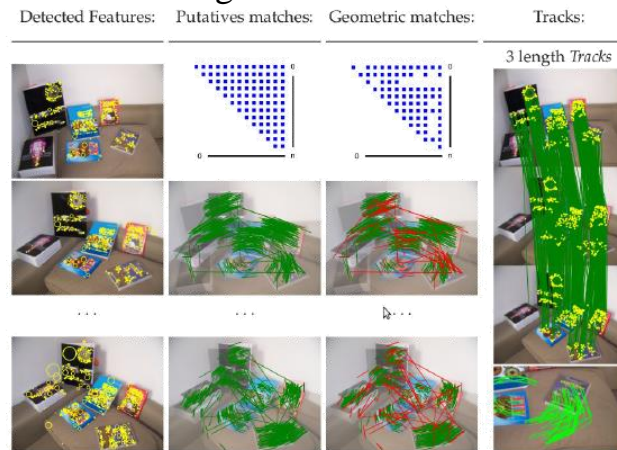 Detected Features:
Putatives matches:
Geometric matches:
Tracks:
3 length Tracks
0
0
0
n
0
n
...
...
...